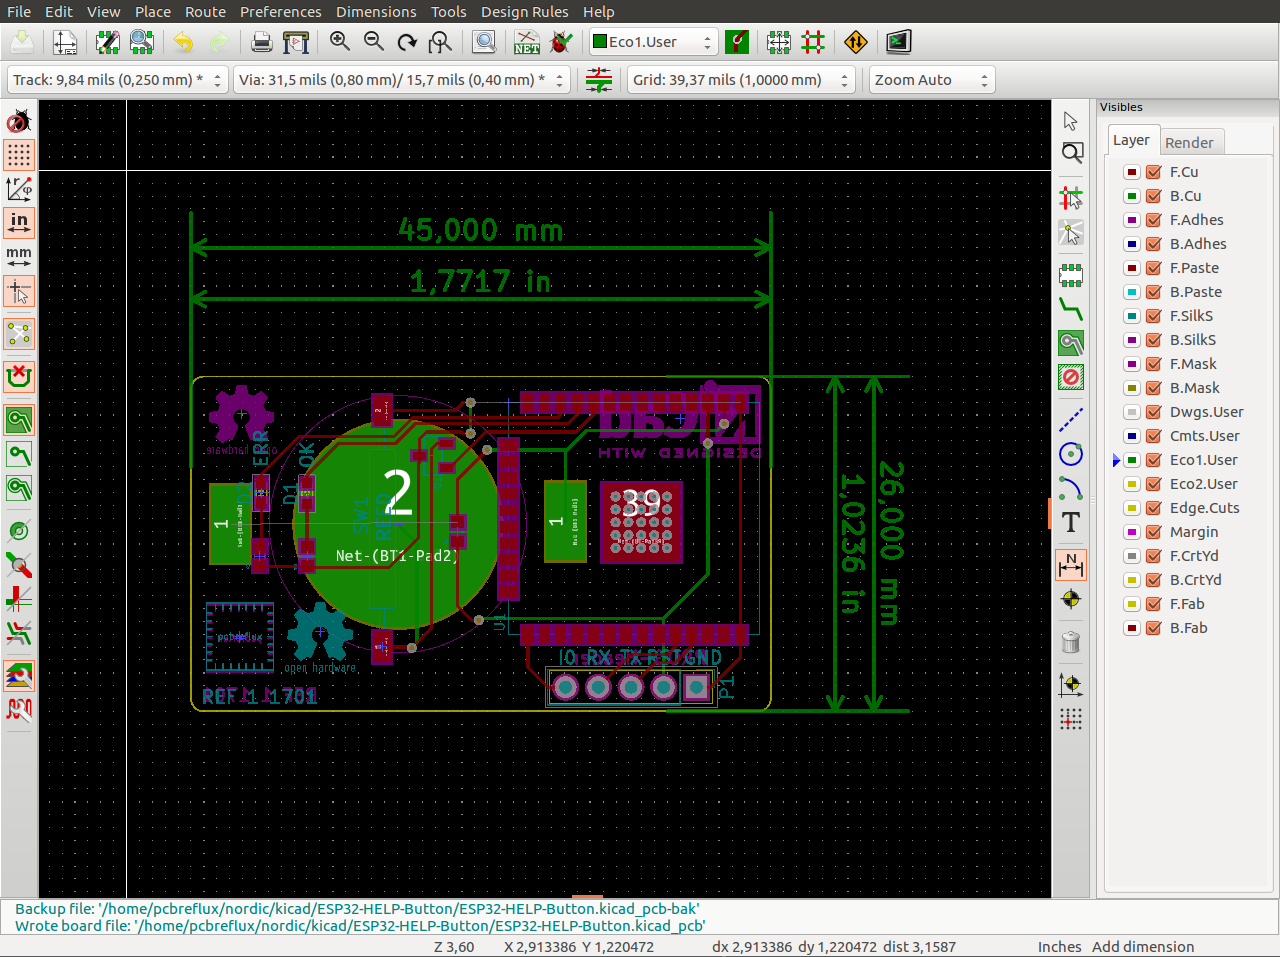 File Edit View Place Route Preferences Dimensions Tools Design Rules Help
NET Eco1.User
Track: 9,84 mils (0,250 mm) * Via: 31,5 mils (0,80 mm)/ 15,7 mils (0,40 mm) * Grid: 39,37 mils (1,0000 mm) Zoom Auto
Visibles
Layer Render
in
mm
T
N
F.Cu
B.Cu
F.Adhes
B.Adhes
F.Paste
B.Paste
F.SilkS
B.SilkS
F.Mask
B.Mask
Dwgs.User
Cmts.User
Eco1.User
Eco2.User
Edge.Cuts
Margin
F.CrtYd
B.CrtYd
F.Fab
B.Fab
45,000 mm
1,7717 in
26,000 mm
1,0236 in
DESIGNED WITH
ERR
OK
D2
D1
SW1
REED
2
2
1
1
39
Net-(BT1-Pad2)
U1
pcbreflux
open hardware
REF 1 1701
IO RX TX RST GND
P1
Backup file: '/home/pcbreflux/nordic/kicad/ESP32-HELP-Button/ESP32-HELP-Button.kicad_pcb-bak'
Wrote board file: '/home/pcbreflux/nordic/kicad/ESP32-HELP-Button/ESP32-HELP-Button.kicad_pcb'
Z 3,60 X 2,913386 Y 1,220472 dx 2,913386 dy 1,220472 dist 3,1587 Inches Add dimension